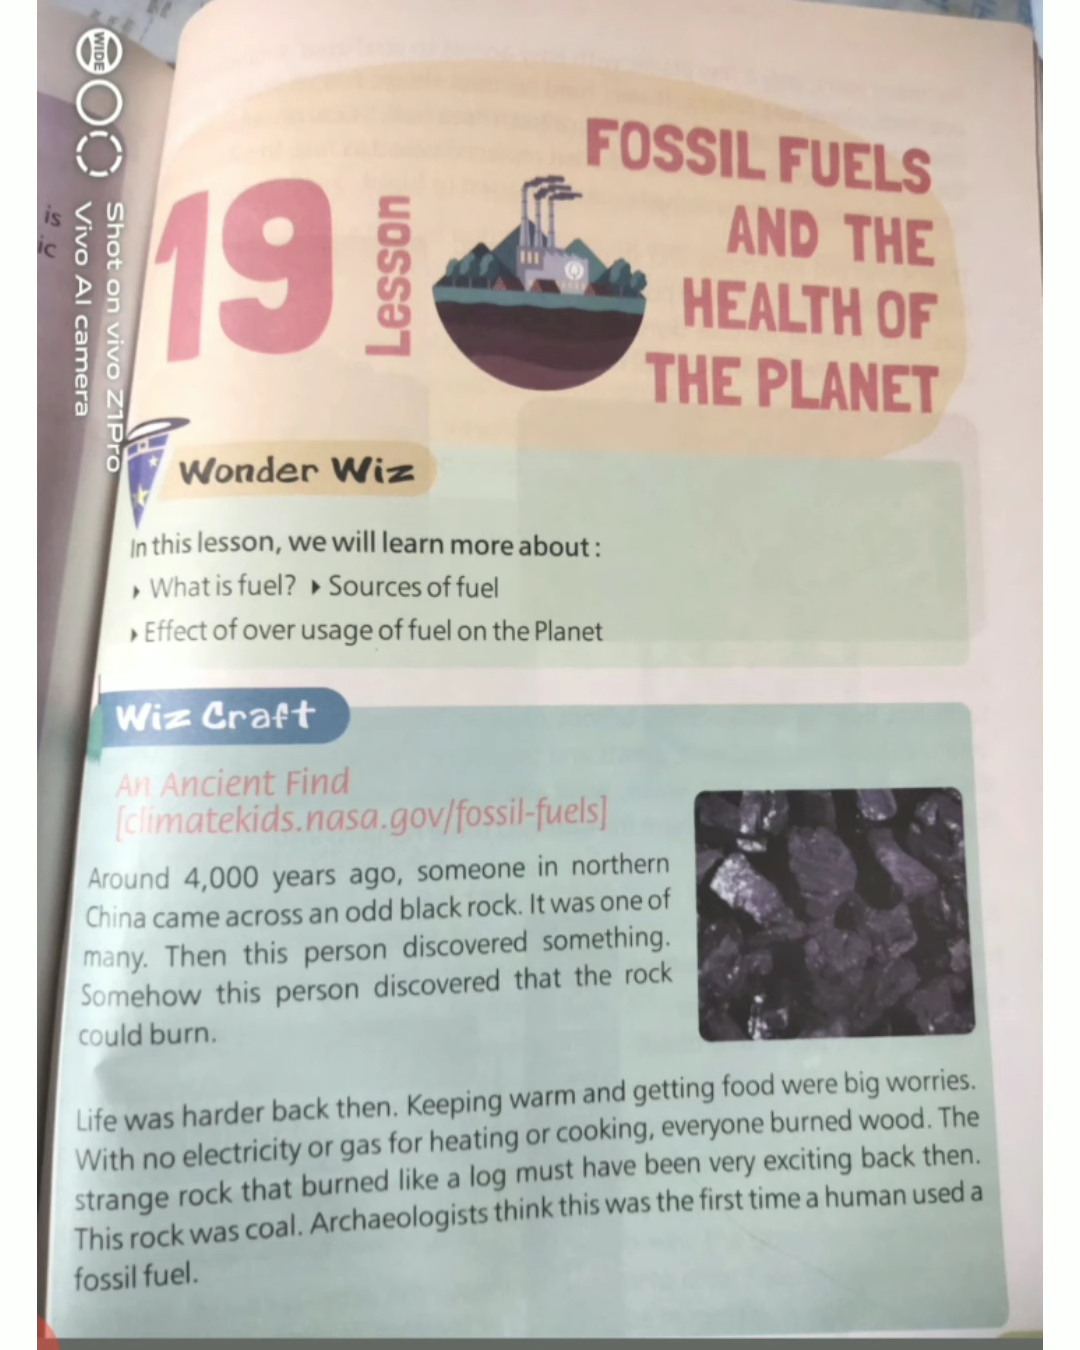 is
ic
WIDE
Shot on vivo Z1Pro
Vivo AI camera
19
Lesson
FOSSIL FUELS
AND THE
HEALTH OF
THE PLANET
Wonder Wiz
In this lesson, we will learn more about :
‣ What is fuel? ‣ Sources of fuel
‣ Effect of over usage of fuel on the Planet
Wiz Craft
An Ancient Find
[climatekids.nasa.gov/fossil-fuels]
Around 4,000 years ago, someone in northern
China came across an odd black rock. It was one of
many. Then this person discovered something.
Somehow this person discovered that the rock
could burn.
Life was harder back then. Keeping warm and getting food were big worries.
With no electricity or gas for heating or cooking, everyone burned wood. The
strange rock that burned like a log must have been very exciting back then.
This rock was coal. Archaeologists think this was the first time a human used a
fossil fuel.